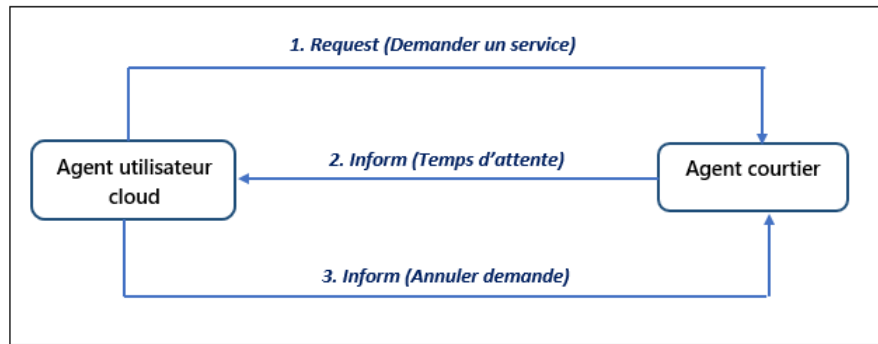 1. Request (Demander un service)
Agent utilisateur
cloud
2. Inform (Temps d’attente)
Agent courtier
3. Inform (Annuler demande)